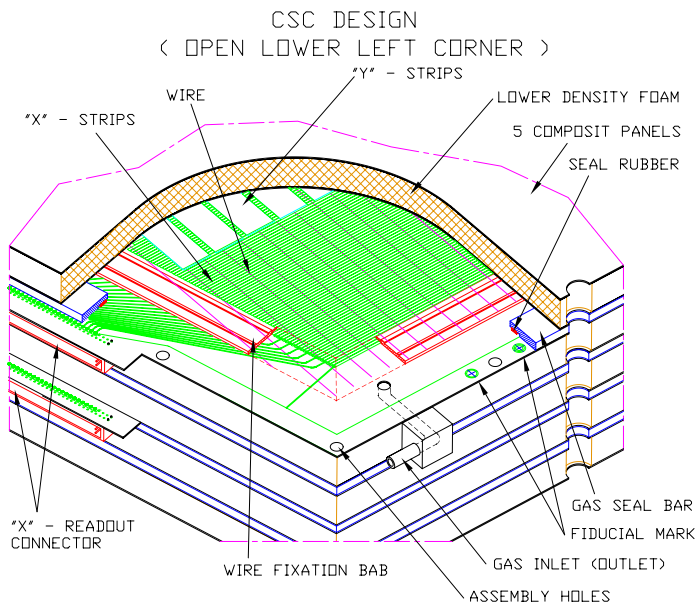 CSC DESIGN
( OPEN LOWER LEFT CORNER )
"Y" - STRIPS
WIRE
LOWER DENSITY FOAM
"X" - STRIPS
5 COMPOSIT PANELS
SEAL RUBBER
GAS SEAL BAR
"X" - READOUT
CONNECTOR
FIDUCIAL MARK
GAS INLET (OUTLET)
WIRE FIXATION BAB
ASSEMBLY HOLES